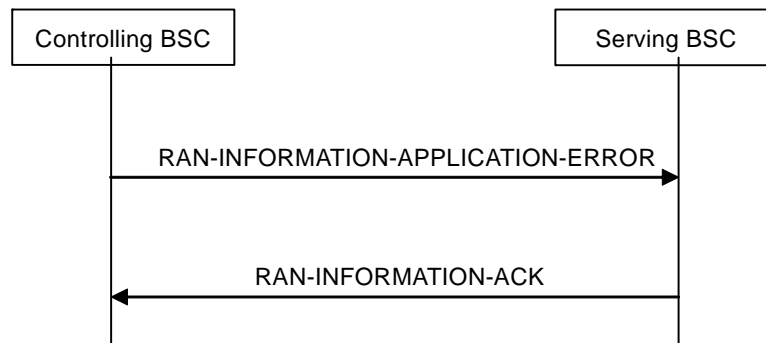 Controlling BSC
Serving BSC
RAN-INFORMATION-APPLICATION-ERROR
RAN-INFORMATION-ACK